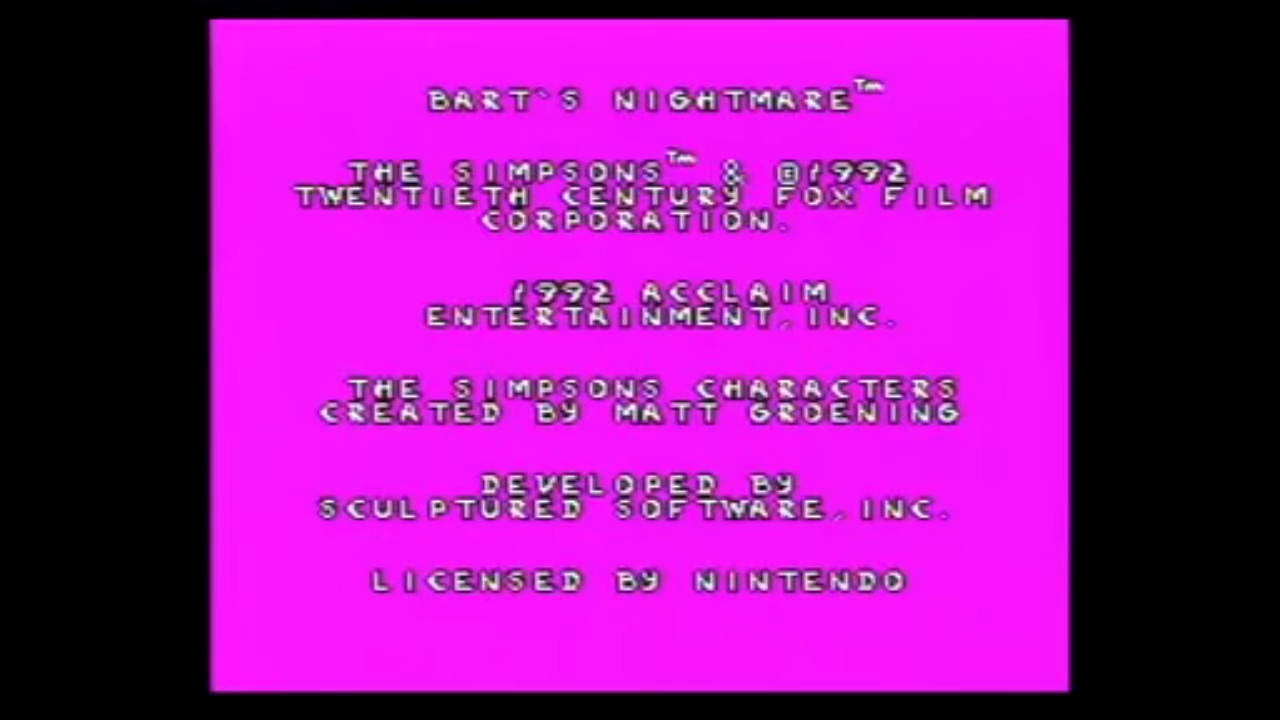 BART`S NIGHTMARE™
THE SIMPSONS™ & ©1992
TWENTIETH CENTURY FOX FILM
CORPORATION.
1992 ACCLAIM
ENTERTAINMENT, INC.
THE SIMPSONS CHARACTERS
CREATED BY MATT GROENING
DEVELOPED BY
SCULPTURED SOFTWARE, INC.
LICENSED BY NINTENDO